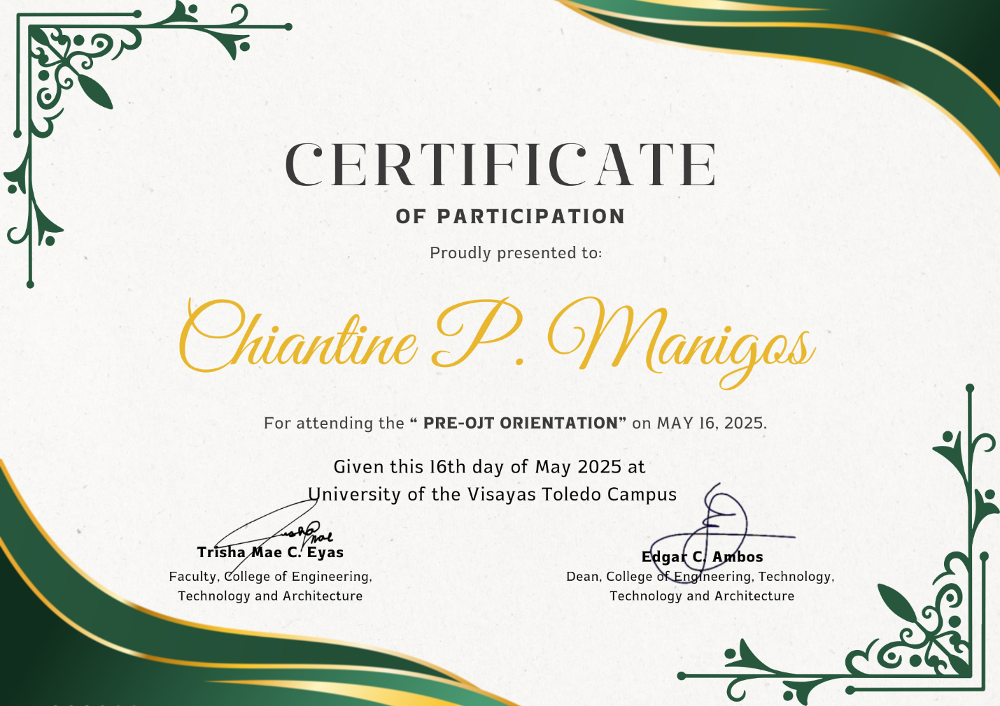 CERTIFICATE
OF PARTICIPATION
Proudly presented to:
Chiantine P. Manigos
For attending the “ PRE-OJT ORIENTATION” on MAY 16, 2025.
Given this 16th day of May 2025 at
University of the Visayas Toledo Campus
Trisha Mae C. Eyas
Faculty, College of Engineering,
Technology and Architecture
Edgar C. Ambos
Dean, College of Engineering, Technology,
Technology and Architecture